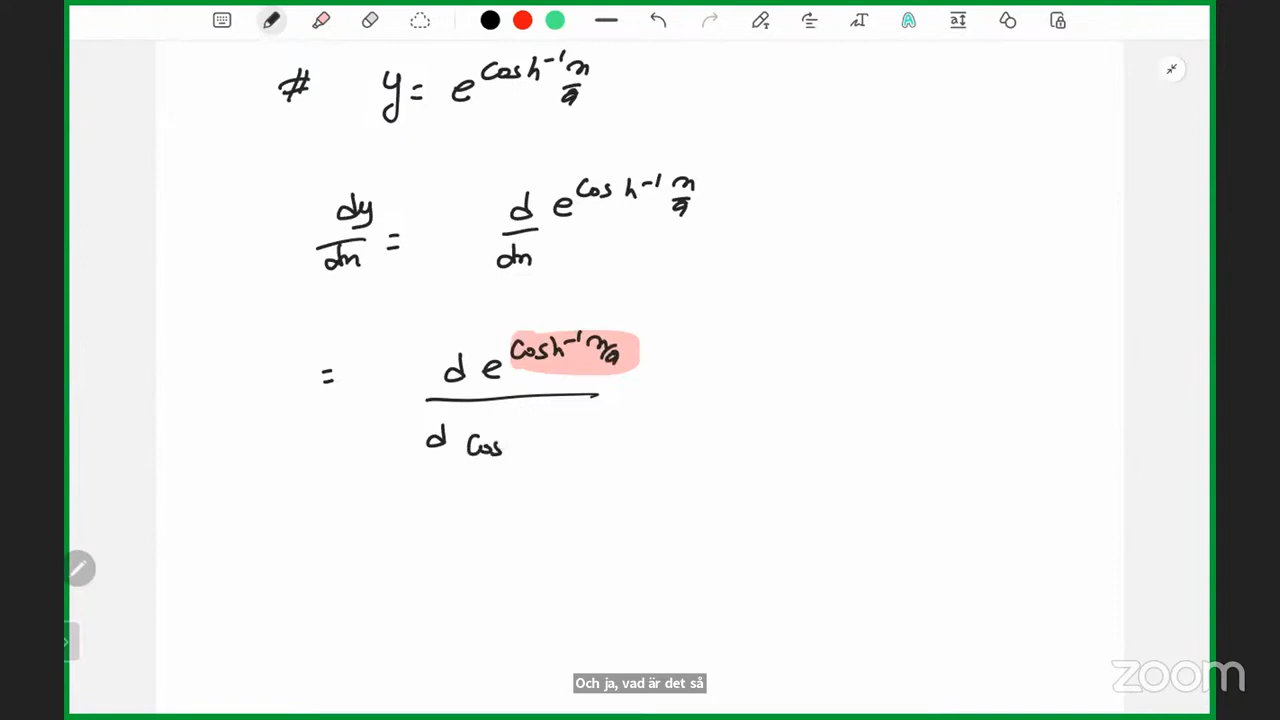 # y = e^cosh⁻¹ x/a
dy/dx = d/dx e^cosh⁻¹ x/a
= d e^cosh⁻¹ x/a / d cos
Och ja, vad är det så
zoom